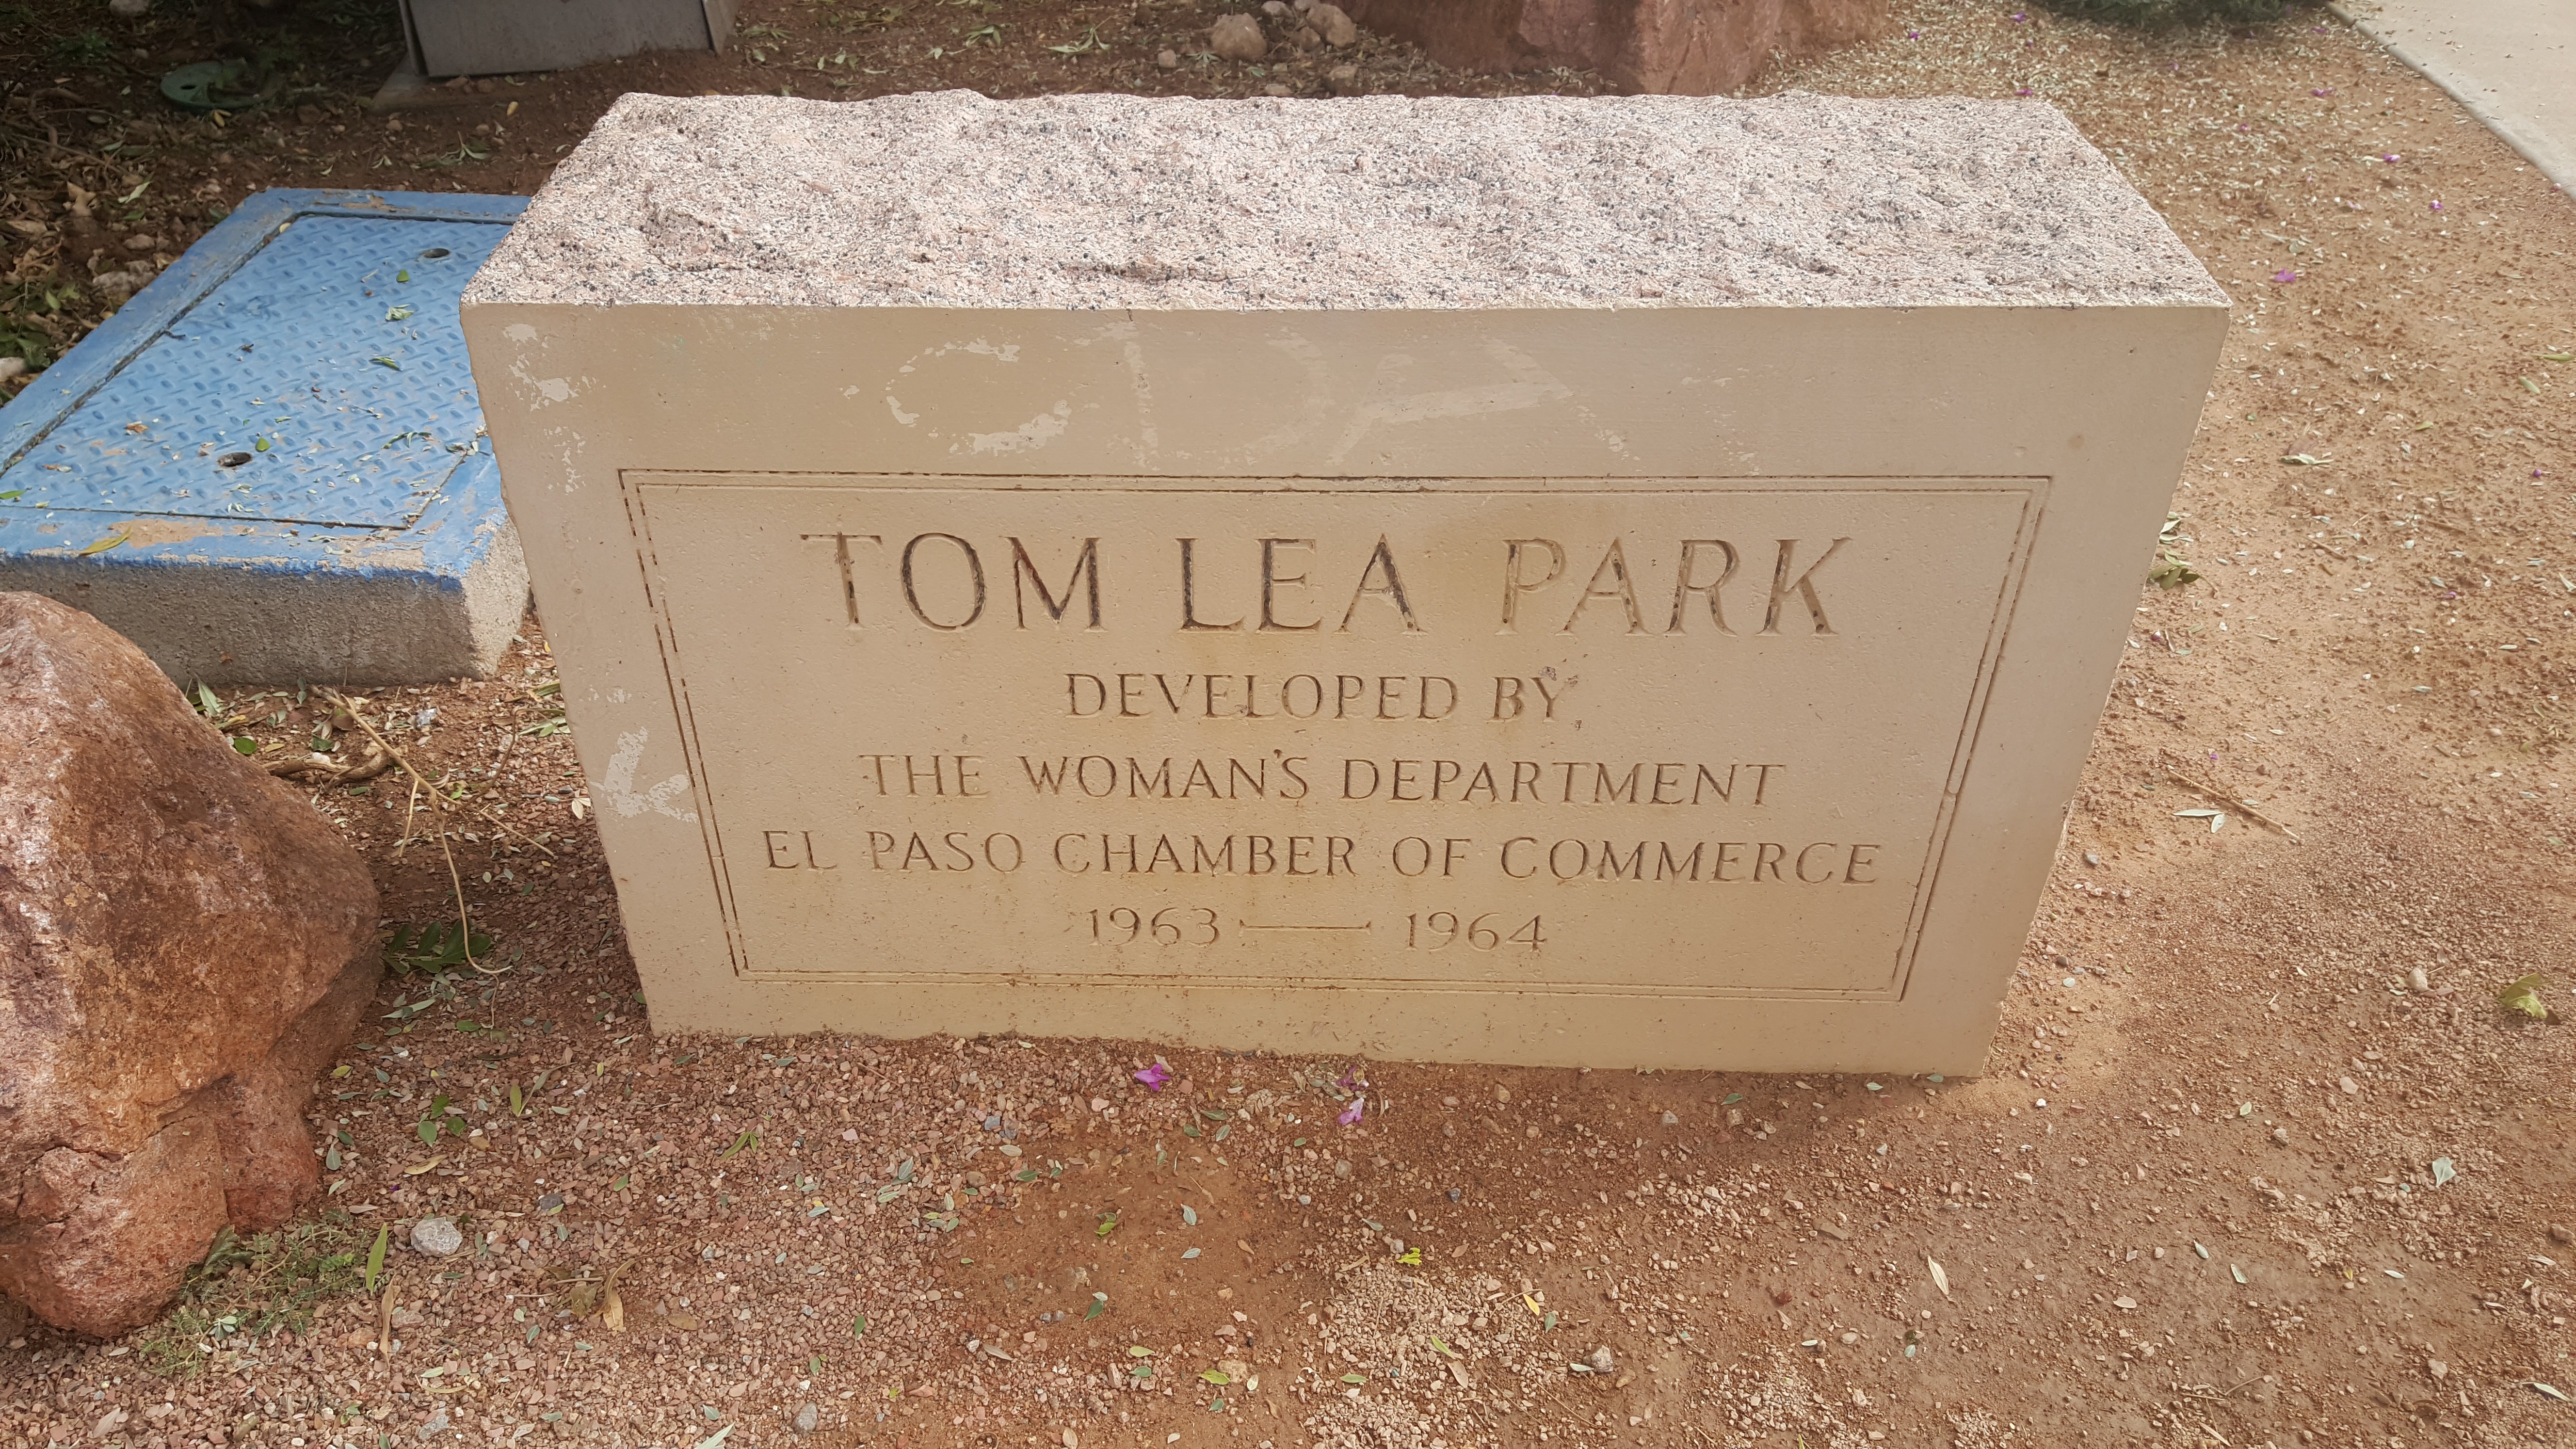 TOM LEA PARK
DEVELOPED BY
THE WOMAN'S DEPARTMENT
EL PASO CHAMBER OF COMMERCE
1963 — 1964